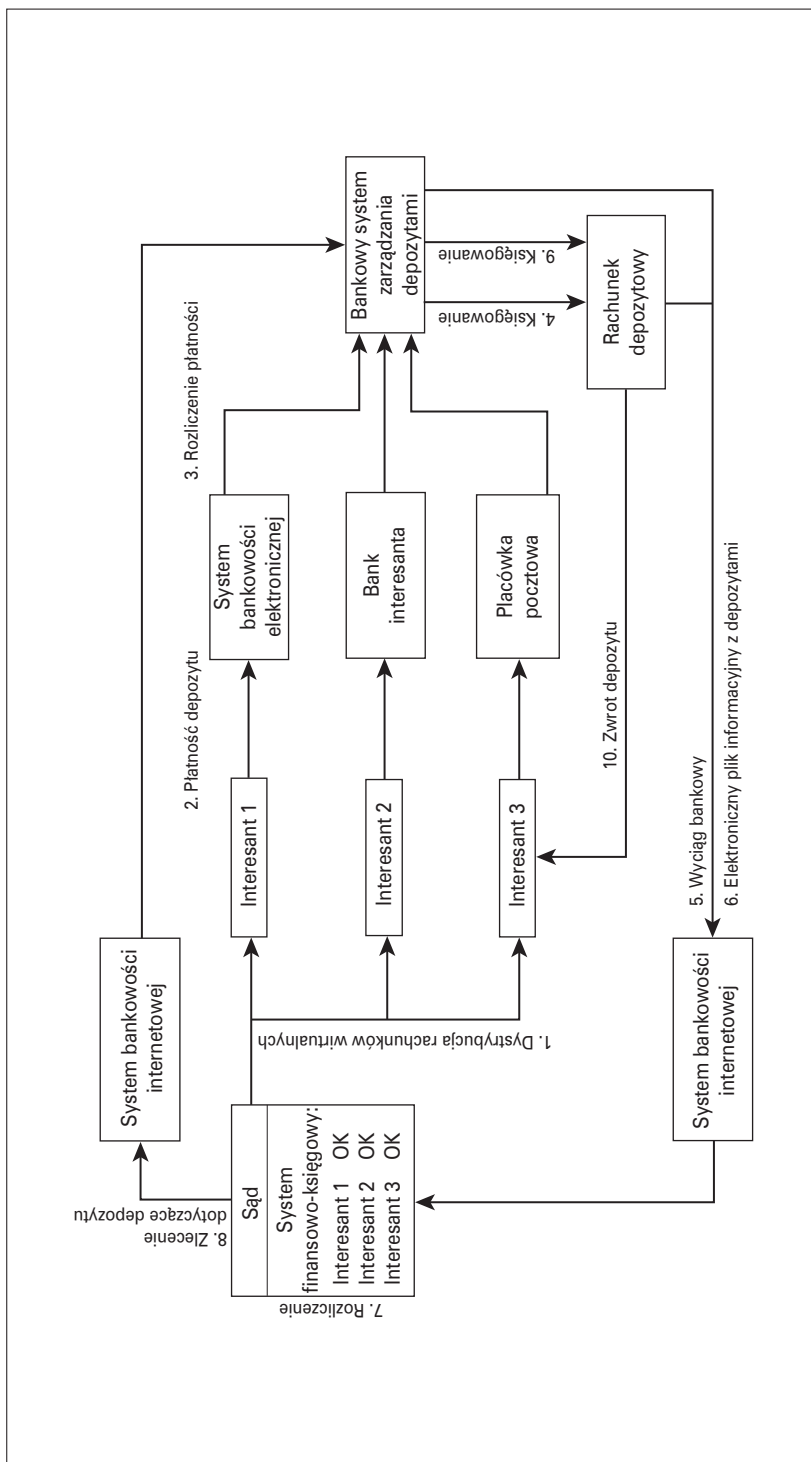 System bankowości
internetowej
8. Zlecenie
dotyczące depozytu
Sąd
System
finansowo-księgowy:
Interesant 1 OK
Interesant 2 OK
Interesant 3 OK
7. Rozliczenie
1. Dystrybucja rachunków wirtualnych
2. Płatność depozytu
3. Rozliczenie płatności
Interesant 1
System
bankowości
elektronicznej
Interesant 2
Bank
interesanta
Interesant 3
Placówka
pocztowa
Bankowy system
zarządzania
depozytami
4. Księgowanie
9. Księgowanie
Rachunek
depozytowy
10. Zwrot depozytu
5. Wyciąg bankowy
6. Elektroniczny plik informacyjny z depozytami
System bankowości
internetowej